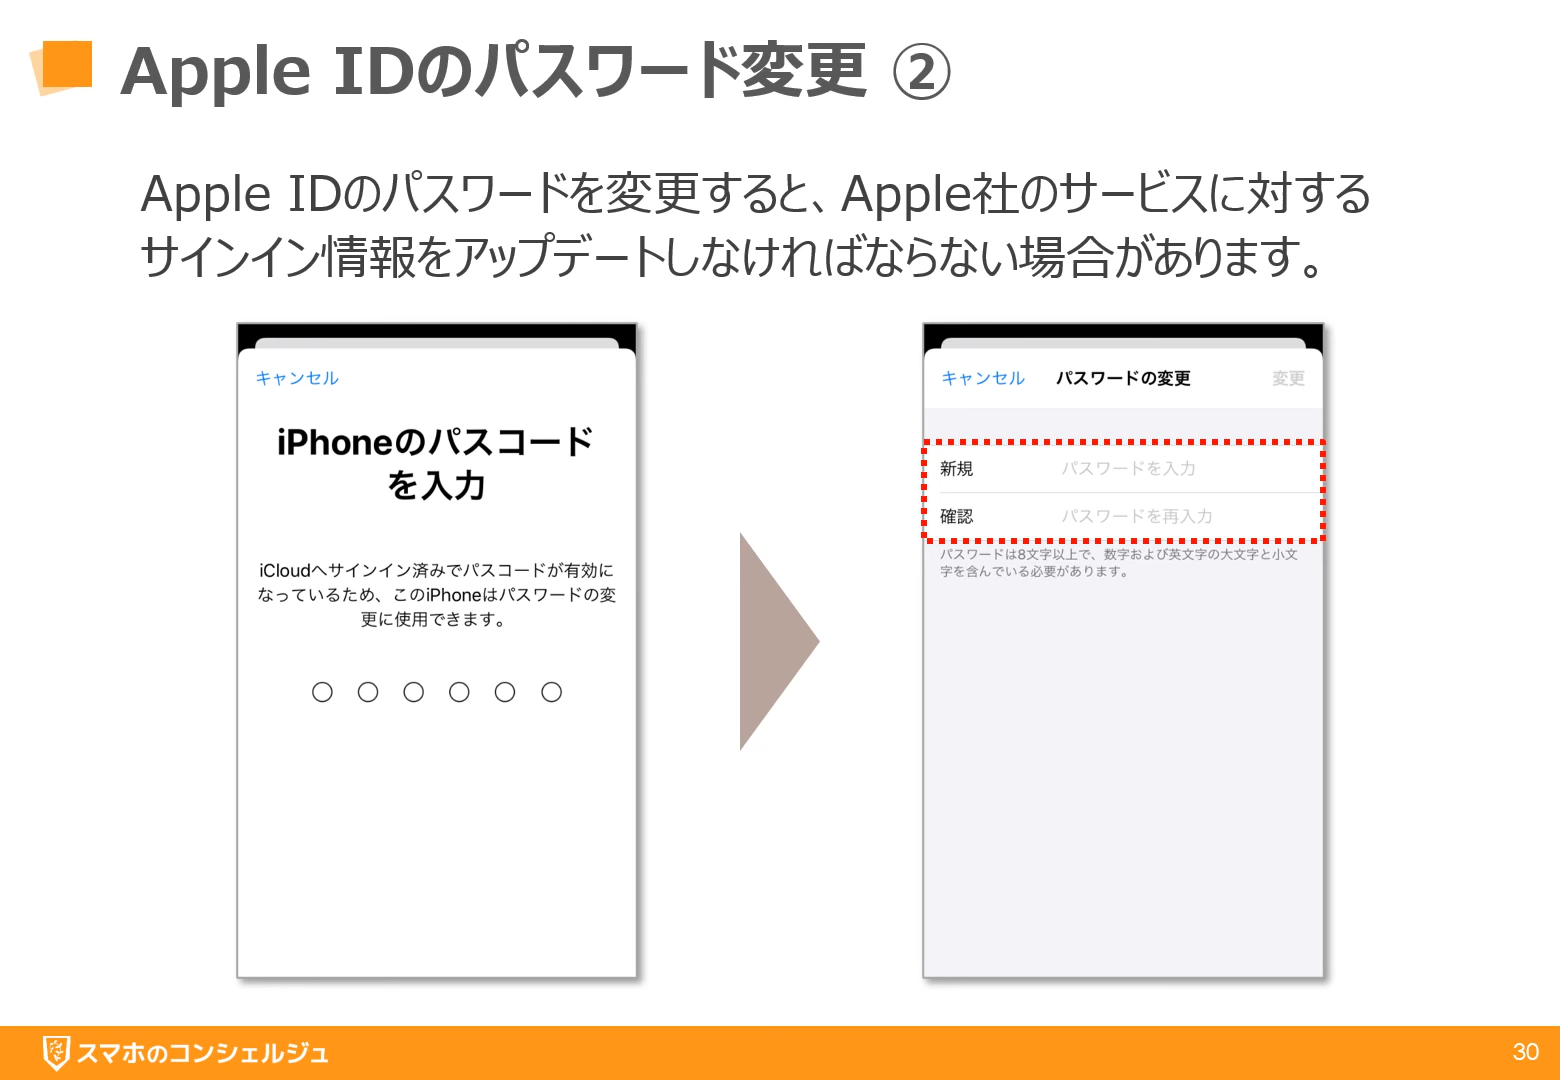 Apple IDのパスワード変更 ②
Apple IDのパスワードを変更すると、Apple社のサービスに対する
サインイン情報をアップデートしなければならない場合があります。
キャンセル
iPhoneのパスコード
を入力
iCloudへサインイン済みでパスコードが有効に
なっているため、このiPhoneはパスワードの変
更に使用できます。
キャンセル パスワードの変更 変更
新規 パスワードを入力
確認 パスワードを再入力
パスワードは8文字以上で、数字および英文字の大文字と小文
字を含んでいる必要があります。
スマホのコンシェルジュ
30